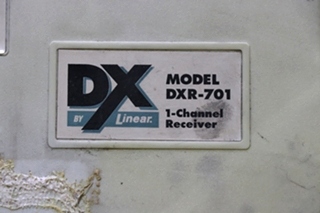 DX
BY Linear.
MODEL
DXR-701
1-Channel
Receiver